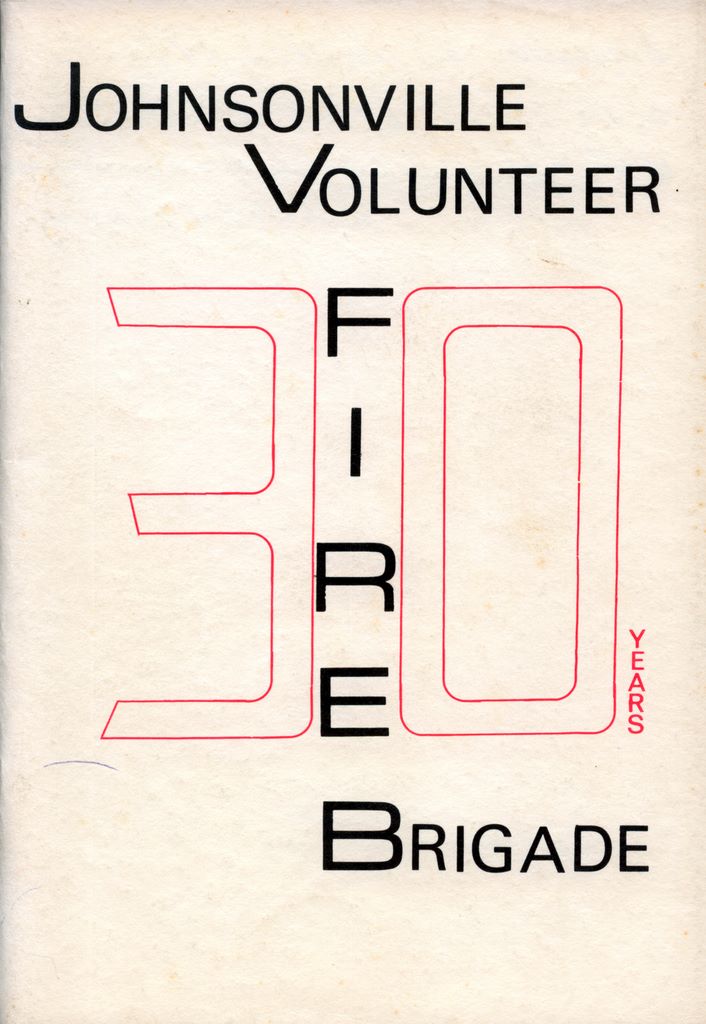 JOHNSONVILLE
VOLUNTEER
FIRE
30
YEARS
BRIGADE